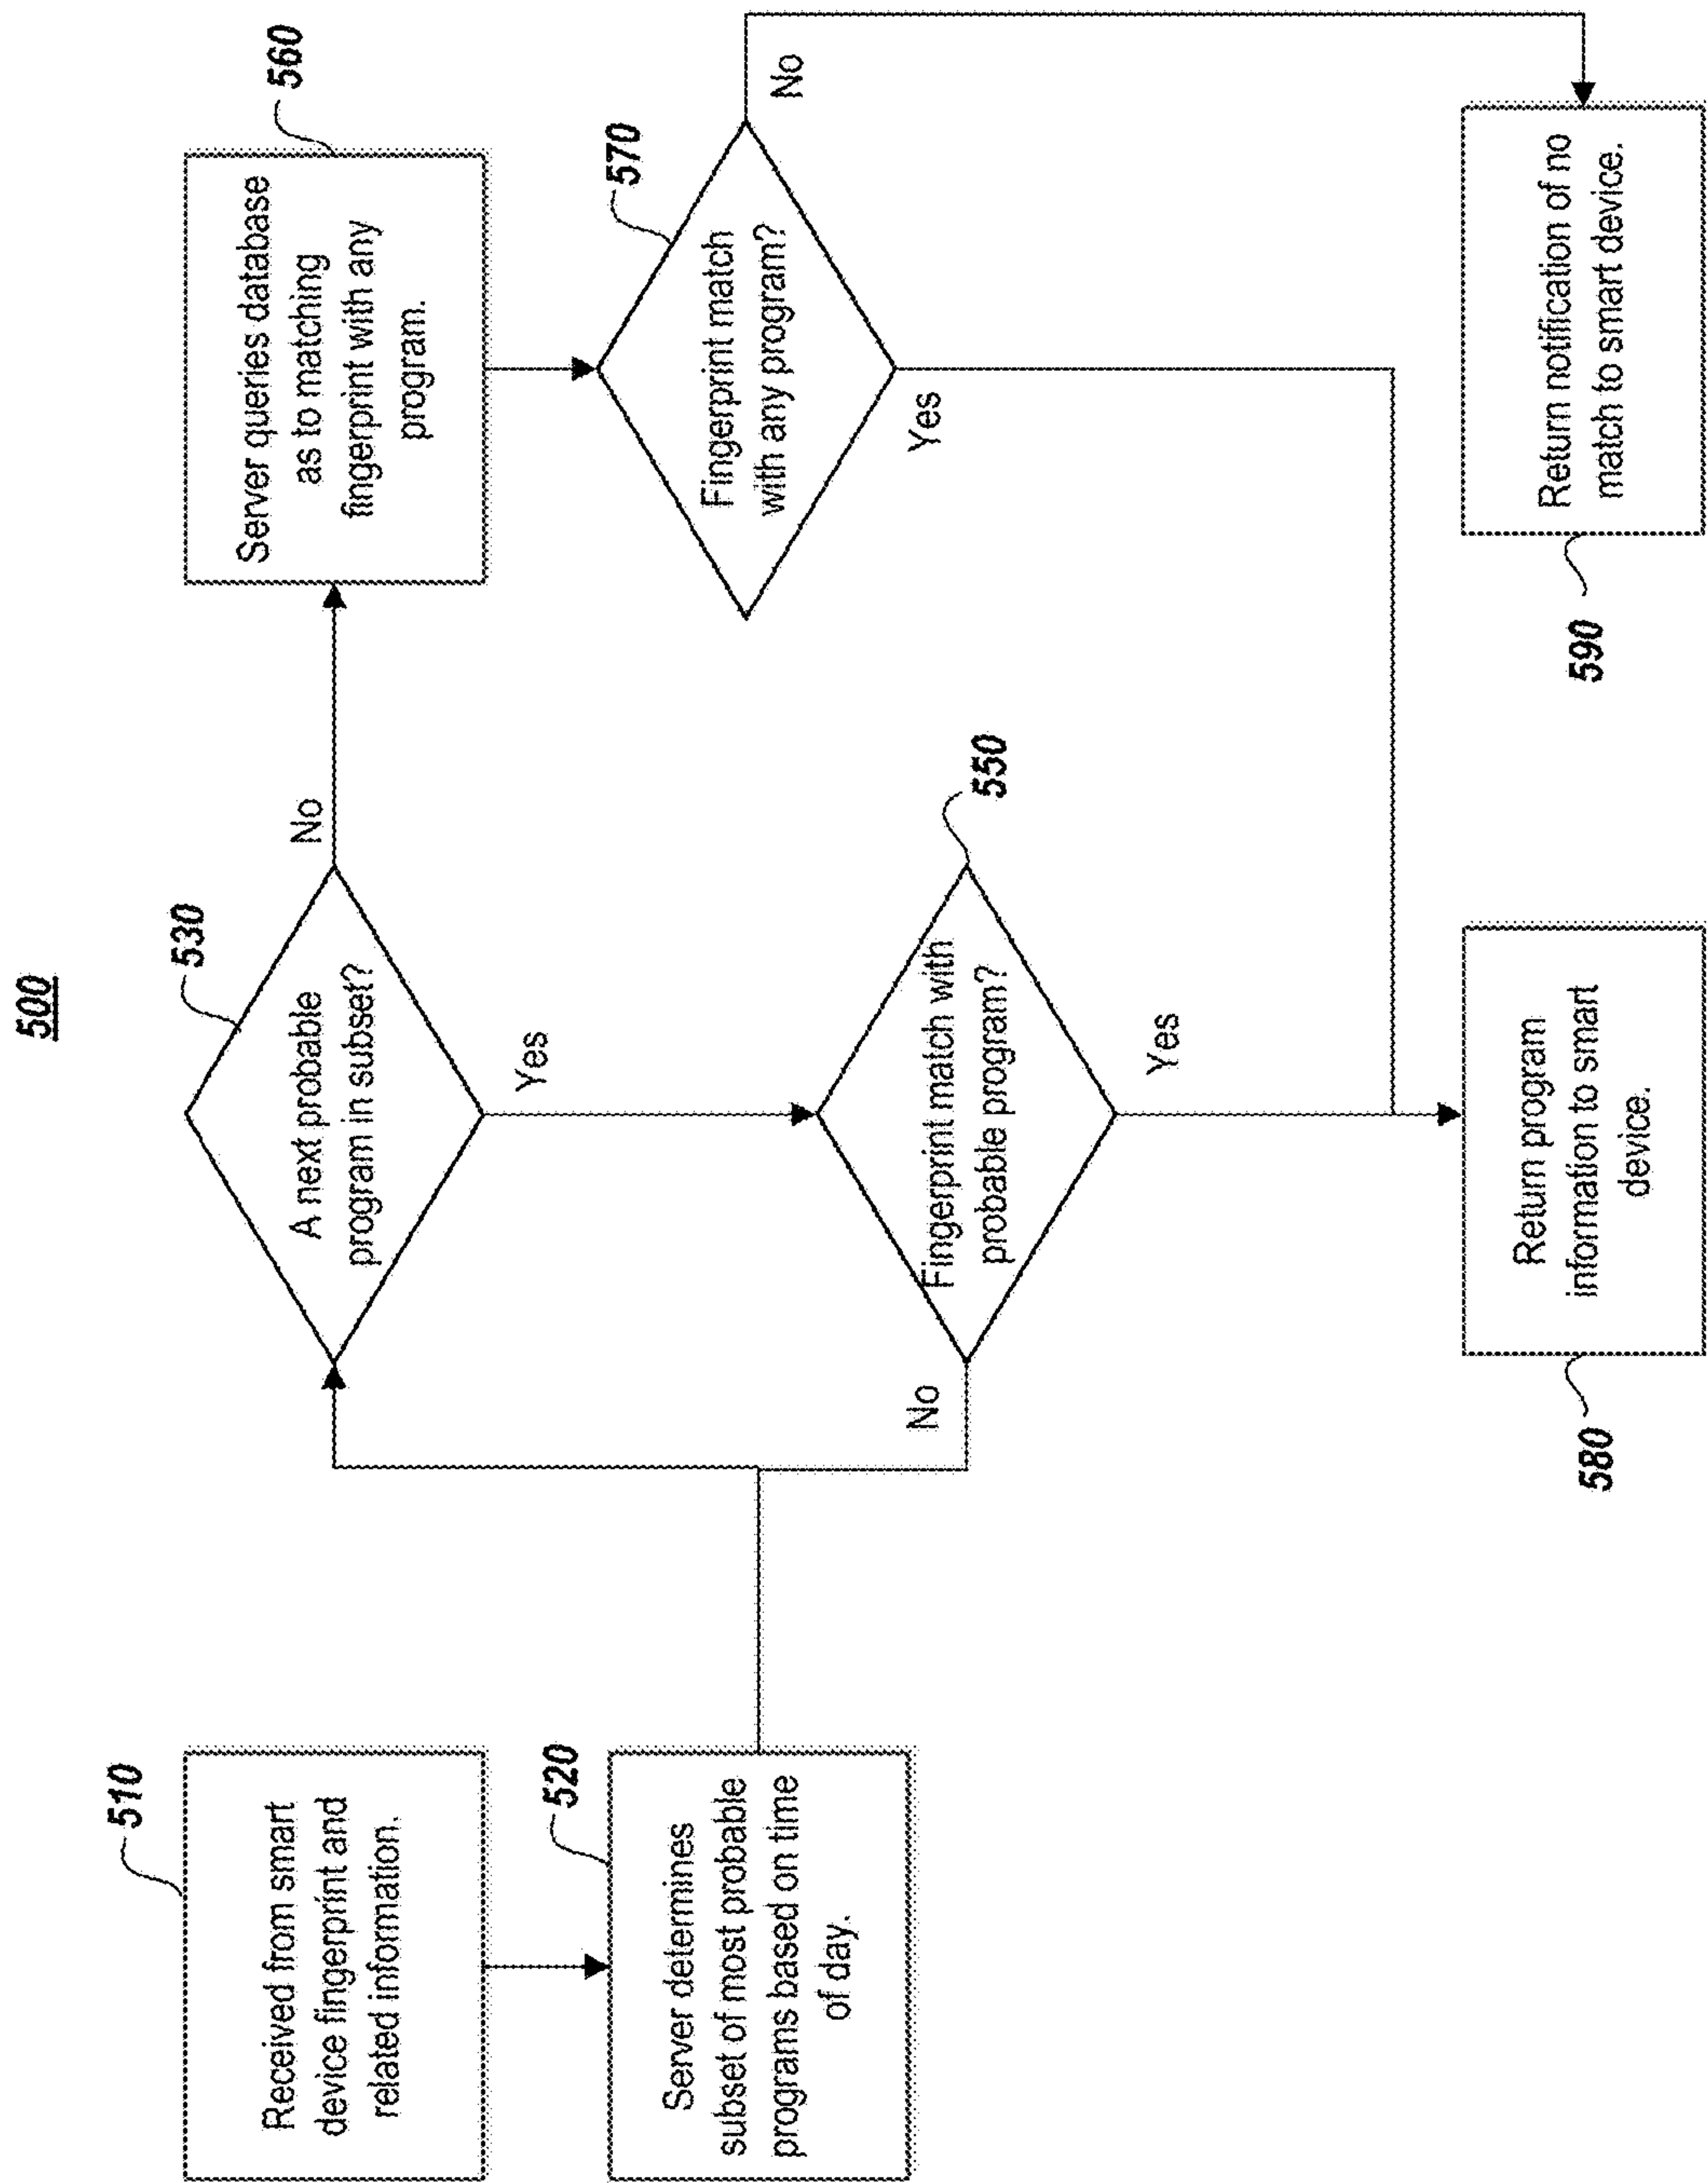 500
510
Received from smart
device fingerprint and
related information.
520
Server determines
subset of most probable
programs based on time
of day.
530
A next probable
program in subset?
No
Yes
550
Fingerprint match with
probable program?
No
Yes
560
Server queries database
as to matching
fingerprint with any
program.
570
Fingerprint match
with any program?
No
Yes
580
Return program
information to smart
device.
590
Return notification of no
match to smart device.